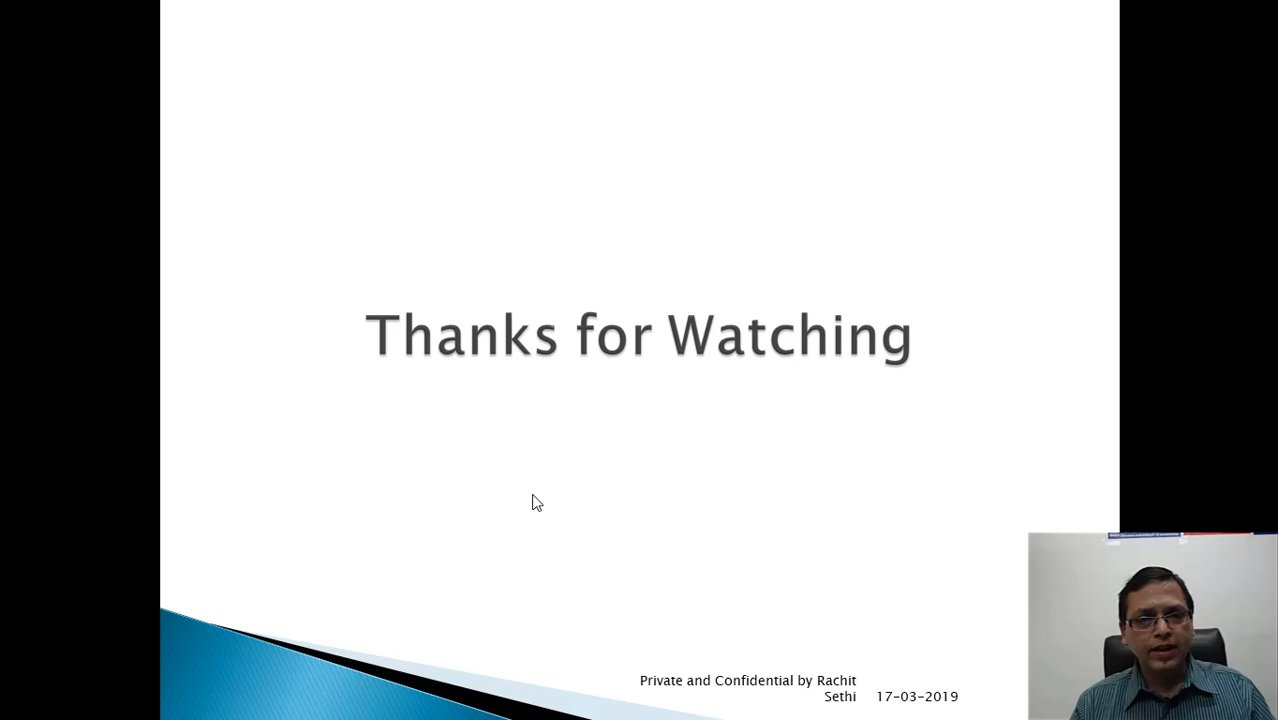 Thanks for Watching
Private and Confidential by Rachit
Sethi 17-03-2019